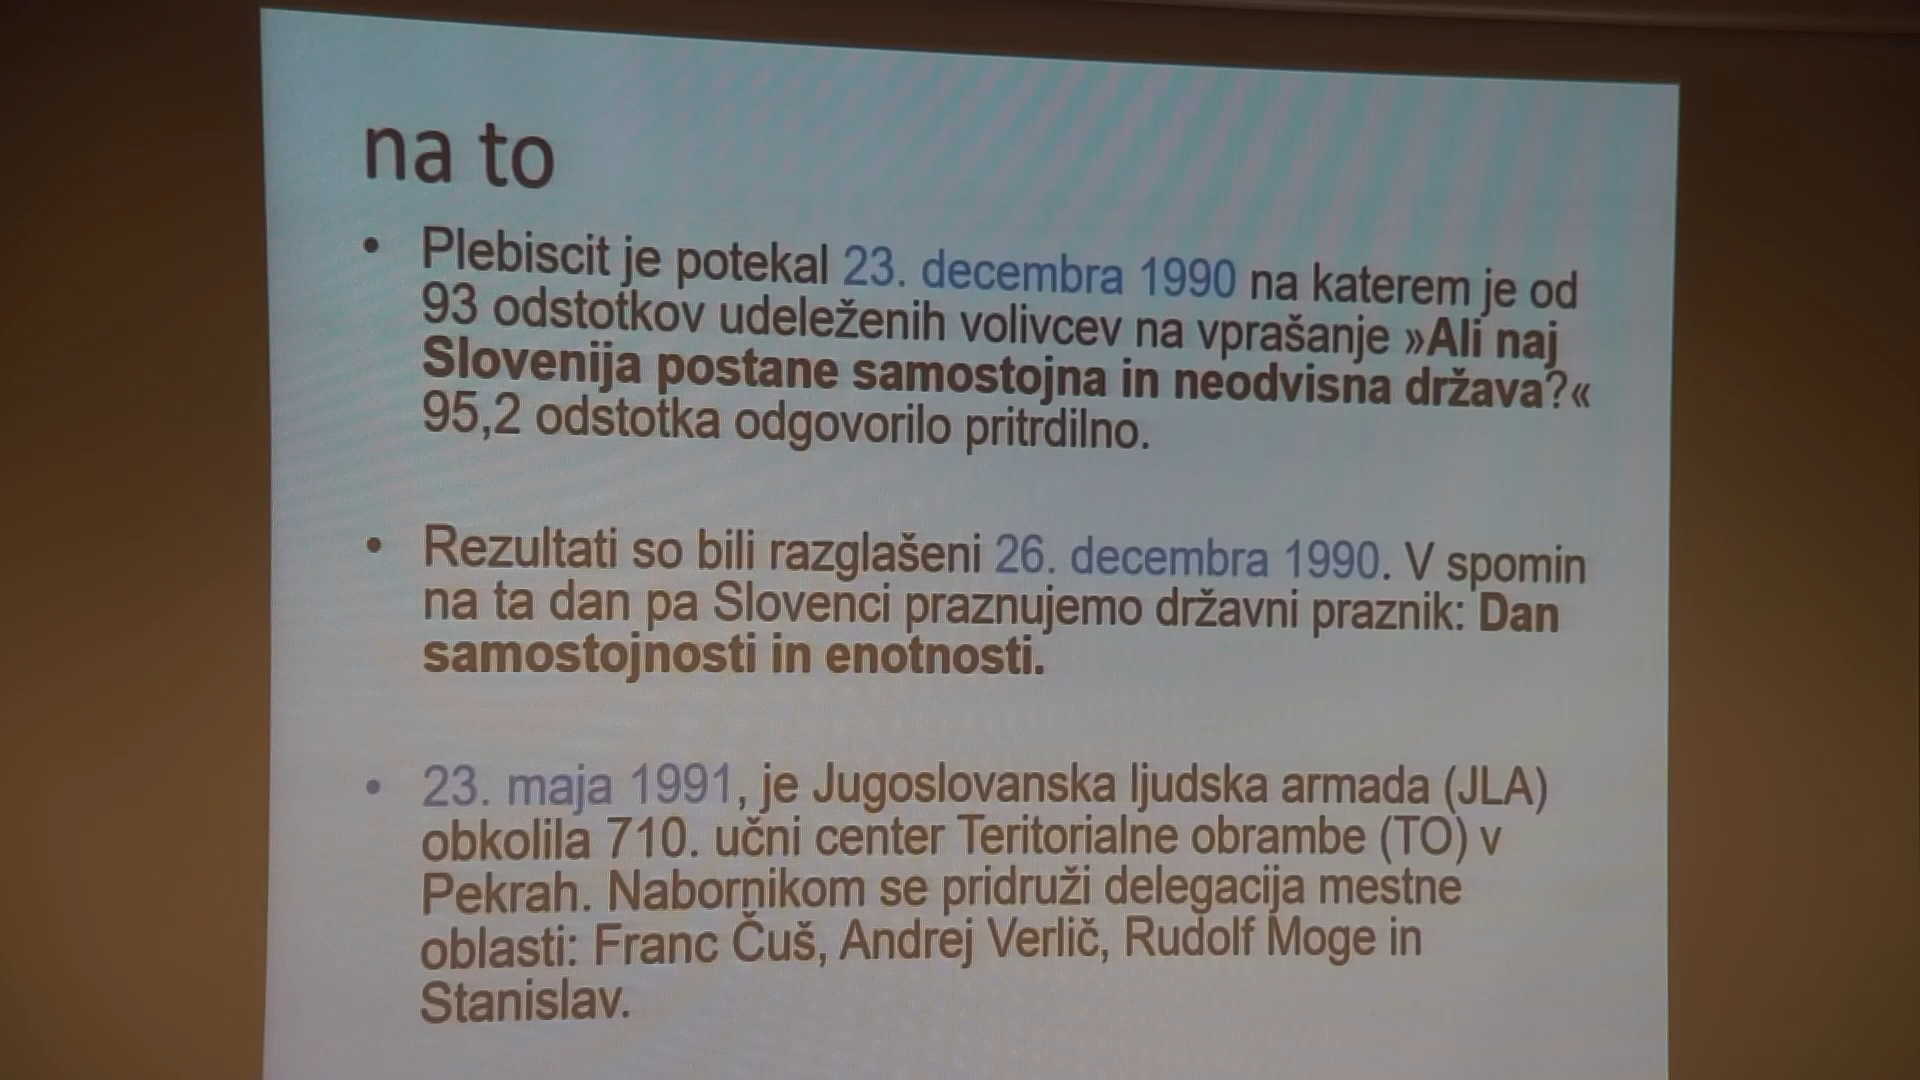 na to
• Plebiscit je potekal 23. decembra 1990 na katerem je od
93 odstotkov udeleženih volivcev na vprašanje »Ali naj
Slovenija postane samostojna in neodvisna država?«
95,2 odstotka odgovorilo pritrdilno.
• Rezultati so bili razglašeni 26. decembra 1990. V spomin
na ta dan pa Slovenci praznujemo državni praznik: Dan
samostojnosti in enotnosti.
• 23. maja 1991, je Jugoslovanska ljudska armada (JLA)
obkolila 710. učni center Teritorialne obrambe (TO) v
Pekrah. Nabornikom se pridruži delegacija mestne
oblasti: Franc Čuš, Andrej Verlič, Rudolf Moge in
Stanislav.